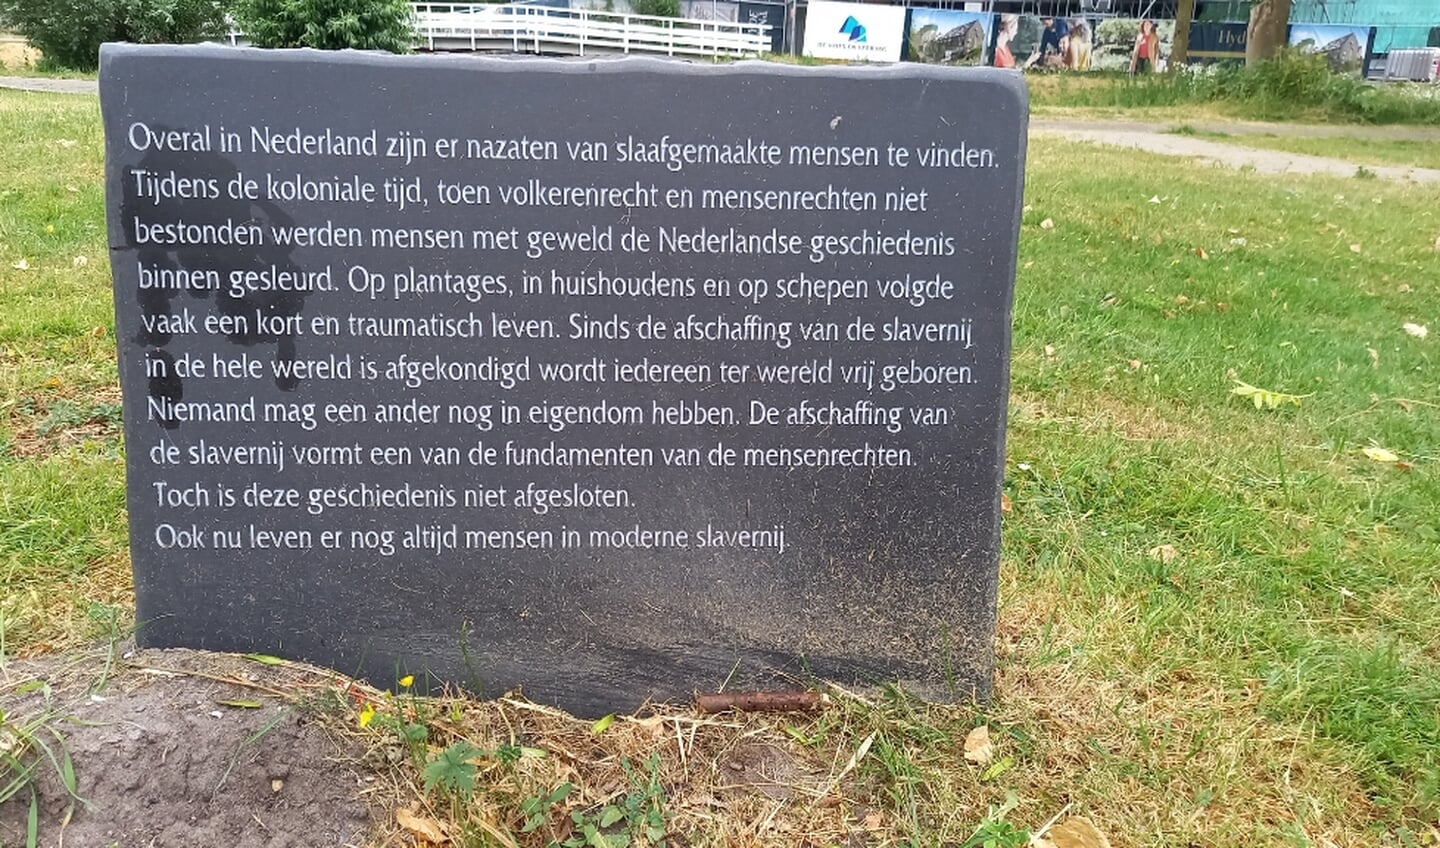 Overal in Nederland zijn er nazaten van slaafgemaakte mensen te vinden.
Tijdens de koloniale tijd, toen volkerenrecht en mensenrechten niet
bestonden werden mensen met geweld de Nederlandse geschiedenis
binnen gesleurd. Op plantages, in huishoudens en op schepen volgde
vaak een kort en traumatisch leven. Sinds de afschaffing van de slavernij
in de hele wereld is afgekondigd wordt iedereen ter wereld vrij geboren.
Niemand mag een ander nog in eigendom hebben. De afschaffing van
de slavernij vormt een van de fundamenten van de mensenrechten.
Toch is deze geschiedenis niet afgesloten.
Ook nu leven er nog altijd mensen in moderne slavernij.